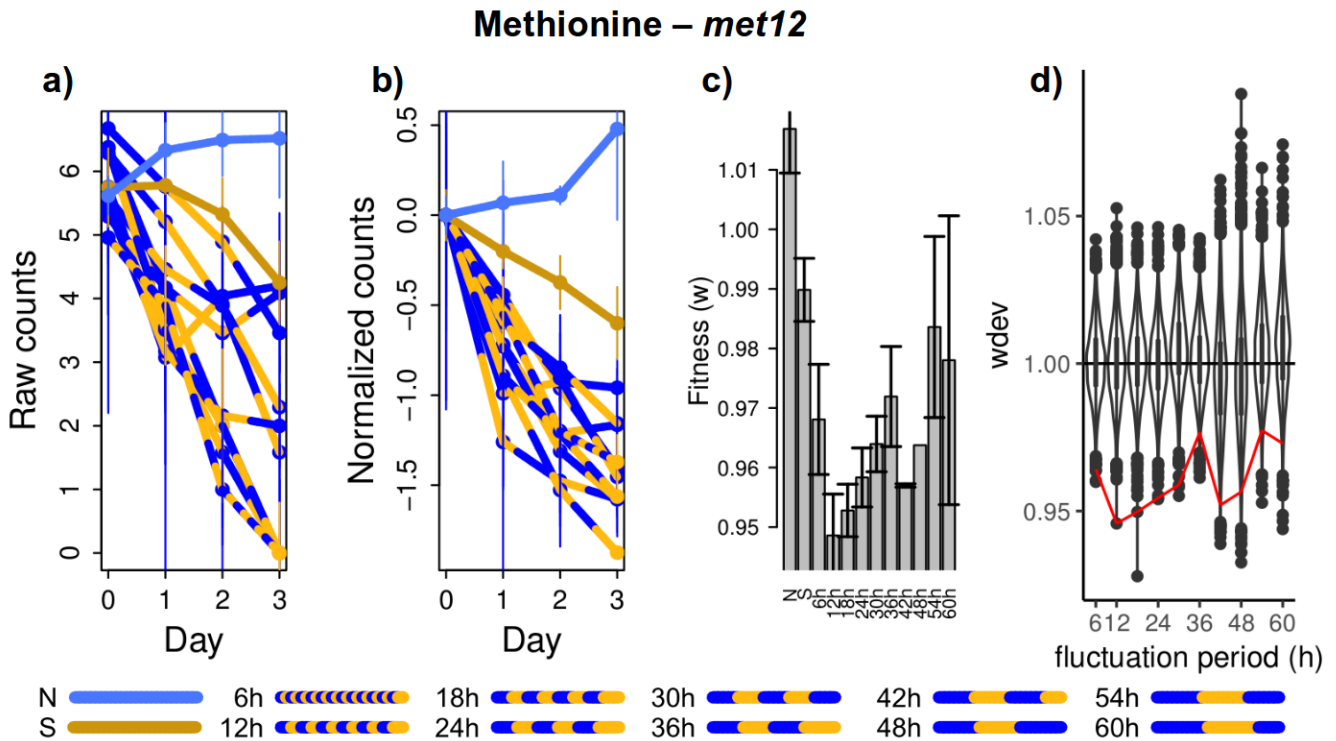 Methionine – met12
a)
b)
c)
d)
Raw counts
0
1
2
3
4
5
6
0 1 2 3
Day
Normalized counts
0.5
0.0
−0.5
−1.0
−1.5
0 1 2 3
Day
Fitness (w)
1.01
1.00
0.99
0.98
0.97
0.96
0.95
N
S
6h
12h
18h
24h
30h
36h
42h
48h
54h
60h
wdev
1.05
1.00
0.95
6 12 24 36 48 60
fluctuation period (h)
N 6h 18h 30h 42h 54h
S 12h 24h 36h 48h 60h